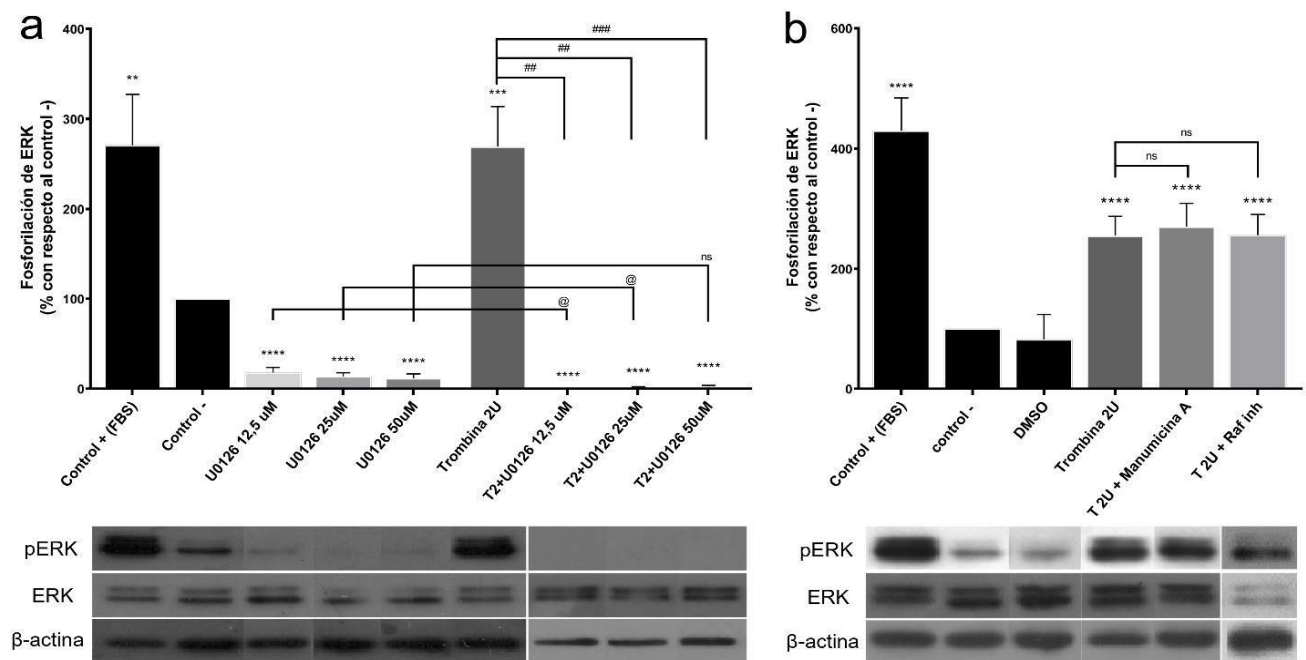 a
Fosforilación de ERK
(% con respecto al control -)
400
300
200
100
0
**
****
****
****
***
****
****
****
##
##
###
@
@
ns
Control + (FBS)
Control -
U0126 12,5 uM
U0126 25uM
U0126 50uM
Trombina 2U
T2+U0126 12,5 uM
T2+U0126 25uM
T2+U0126 50uM
pERK
ERK
β-actina
b
Fosforilación de ERK
(% con respecto al control -)
600
400
200
0
****
****
****
****
ns
ns
Control + (FBS)
control -
DMSO
Trombina 2U
T 2U + Manumicina A
T 2U + Raf inh
pERK
ERK
β-actina